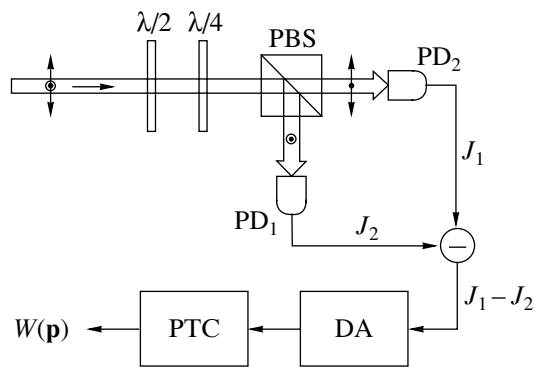 λ/2
λ/4
PBS
PD₂
J₁
PD₁
J₂
J₁ – J₂
W(p)
PTC
DA